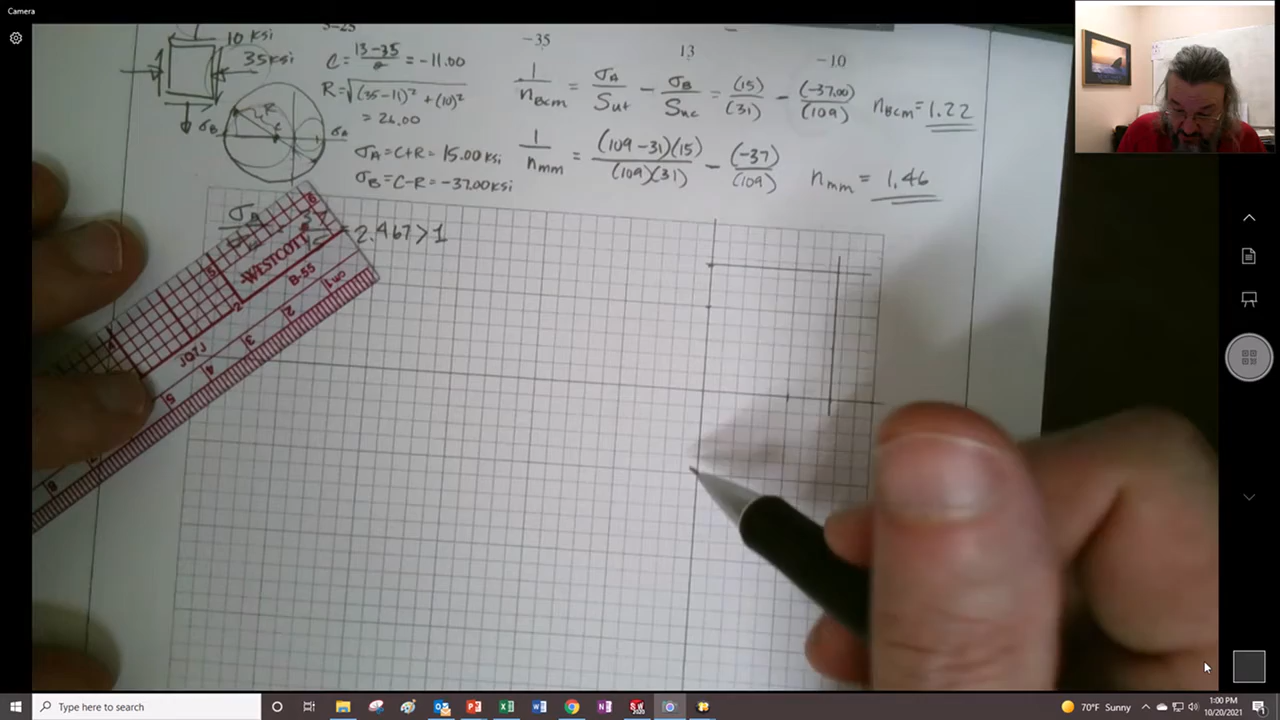 Camera
10 ksi
35 ksi
σB
σA
R
C = 13-35/2 = -11.00
R = √(35-11)² + (10)²
= 26.00
σA = C+R = 15.00 ksi
σB = C-R = -37.00 ksi
-35
13
-10
1/nBCM = σA/Sut - σB/Suc = (15)/(31) - (-37.00)/(109) nBCM = 1.22
1/nMM = (109-31)(15)/(109)(31) - (-37)/(109) nMM = 1.46
= 2.467 > 1
WESTCOTT
B-55
Type here to search
70°F Sunny
1:00 PM
10/20/2021